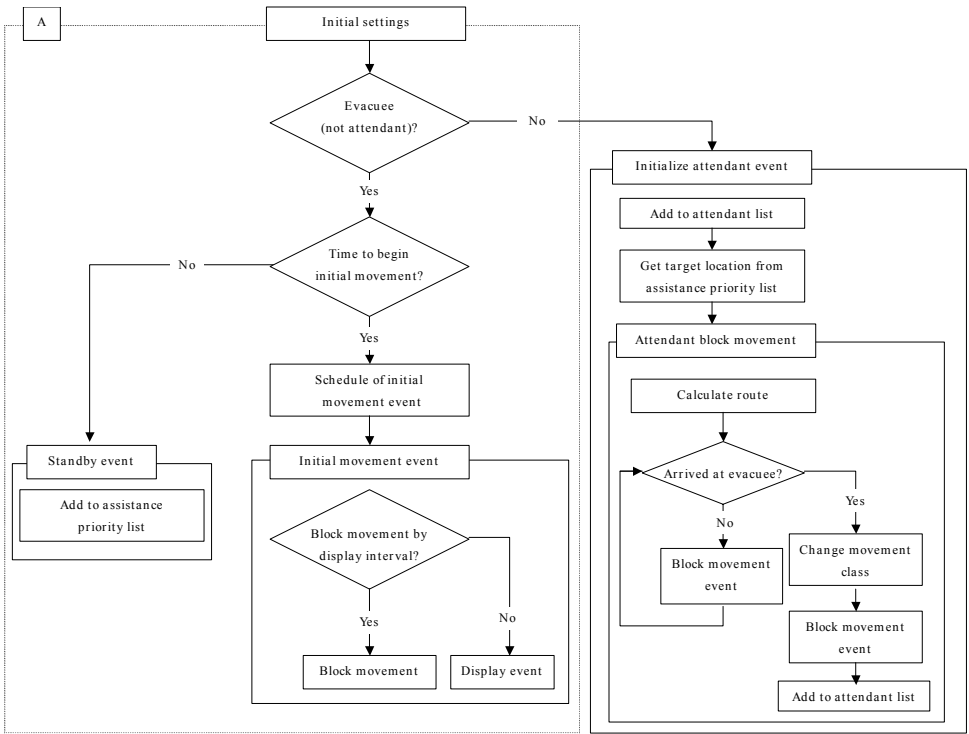 A
Initial settings
Evacuee
(not attendant)?
No
Yes
Time to begin
initial movement?
No
Yes
Schedule of initial
movement event
Standby event
Add to assistance
priority list
Initial movement event
Block movement by
display interval?
Yes
No
Block movement
Display event
Initialize attendant event
Add to attendant list
Get target location from
assistance priority list
Attendant block movement
Calculate route
Arrived at evacuee?
No
Yes
Block movement
event
Change movement
class
Block movement
event
Add to attendant list